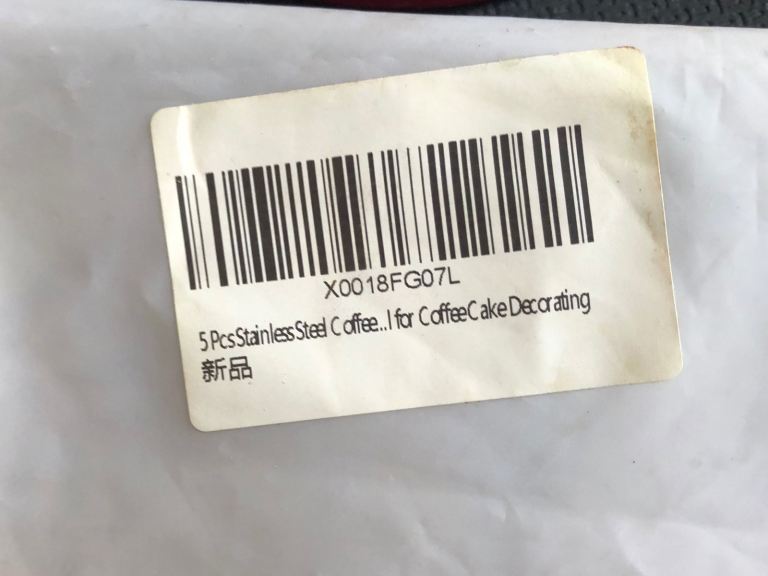 X0018FG07L
5 Pcs Stainless Steel Coffee...l for Coffee Cake Decorating
新品